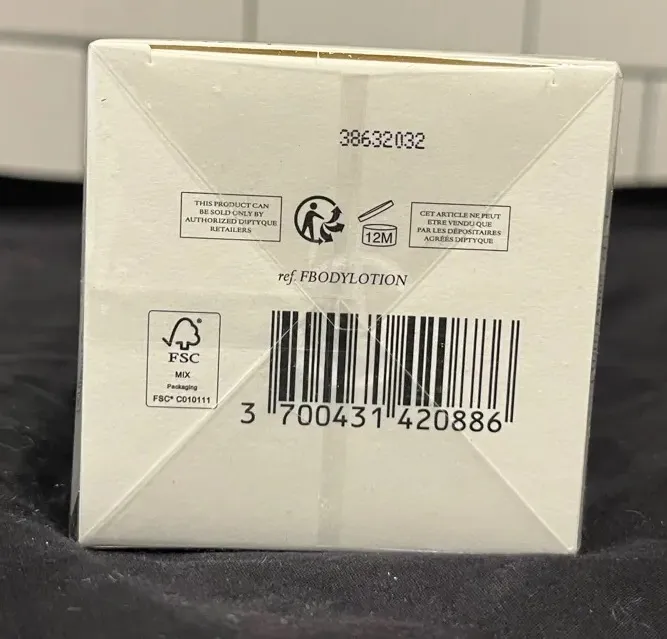 38632032
THIS PRODUCT CAN
BE SOLD ONLY BY
AUTHORIZED DIPTYQUE
RETAILERS
12M
CET ARTICLE NE PEUT
ETRE VENDU QUE
PAR LES DÉPOSITAIRES
AGRÉÉS DIPTYQUE
ref. FBODYLOTION
FSC
MIX
Packaging
FSC® C010111
3 700431 420886